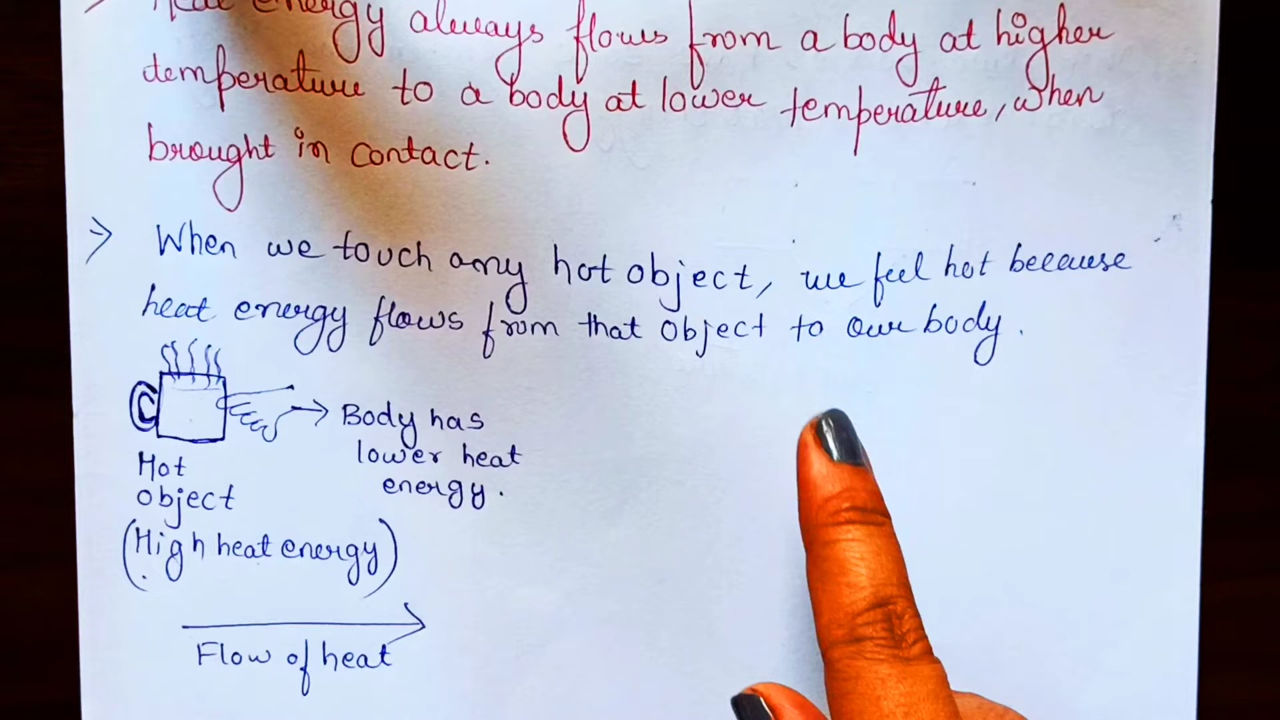 > Heat energy always flows from a body at higher
temperature to a body at lower temperature, when
brought in contact.
> When we touch any hot object, we feel hot because
heat energy flows from that object to our body.
→ Body has
lower heat
energy.
Hot
object
(High heat energy)
Flow of heat